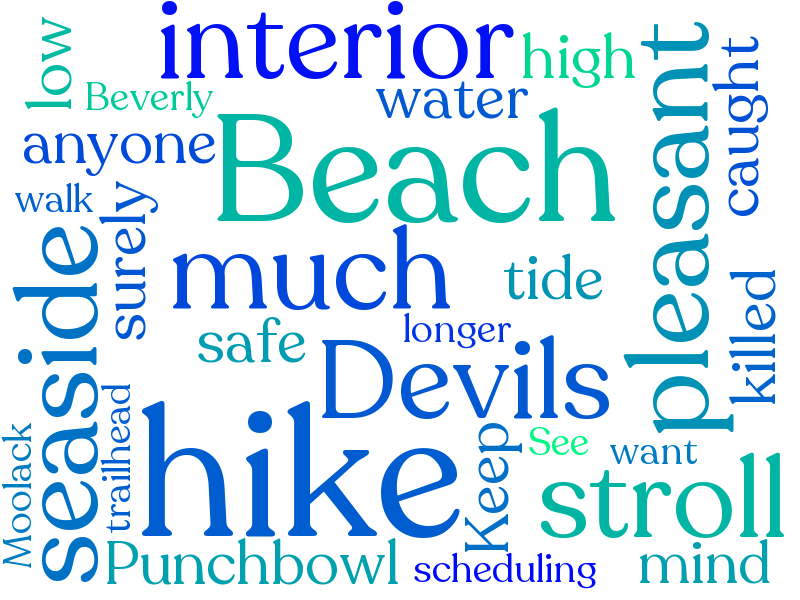 interior
low
high
Beverly
water
pleasant
caught
anyone
Beach
walk
surely
seaside
much
tide
killed
safe
longer
Devils
trailhead
hike
Moolack
Keep
See
want
stroll
Punchbowl
scheduling
mind